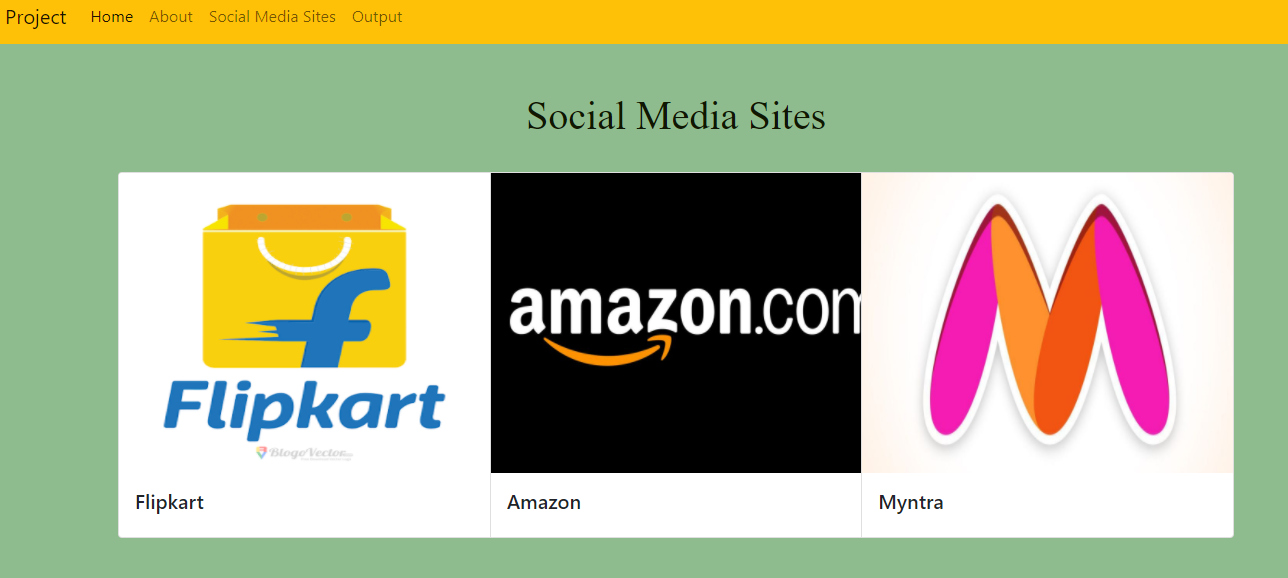 Project Home About Social Media Sites Output
Social Media Sites
f
Flipkart
BlogoVector
amazon.com
Flipkart Amazon Myntra